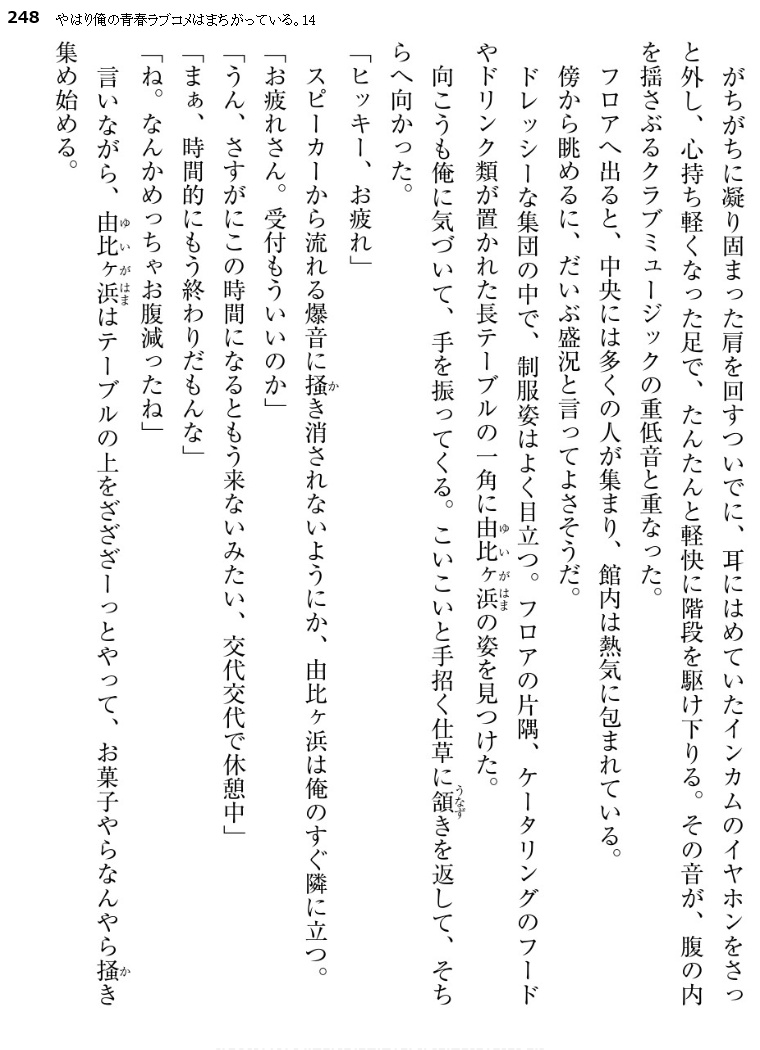 248 やはり俺の青春ラブコメはまちがっている。14
がちがちに凝り固まった肩を回すついでに、耳にはめていたインカムのイヤホンをさっ
と外し、心持ち軽くなった足で、たんたんと軽快に階段を駆け下りる。その音が、腹の内
を揺さぶるクラブミュージックの重低音と重なった。
フロアへ出ると、中央には多くの人が集まり、館内は熱気に包まれている。
傍から眺めるに、だいぶ盛況と言ってよさそうだ。
ドレッシーな集団の中で、制服姿はよく目立つ。フロアの片隅、ケータリングのフード
やドリンク類が置かれた長テーブルの一角に由比ヶ浜の姿を見つけた。
向こうも俺に気づいて、手を振ってくる。こいこいと手招く仕草に頷きを返して、そち
らへ向かった。
「ヒッキー、お疲れ」
スピーカーから流れる爆音に掻き消されないようにか、由比ヶ浜は俺のすぐ隣に立つ。
「お疲れさん。受付もういいのか」
「うん、さすがにこの時間になるともう来ないみたい、交代交代で休憩中」
「まぁ、時間的にもう終わりだもんな」
「ね。なんかめっちゃお腹減ったね」
言いながら、由比ヶ浜はテーブルの上をざざざーっとやって、お菓子やらなんやら掻き
集め始める。